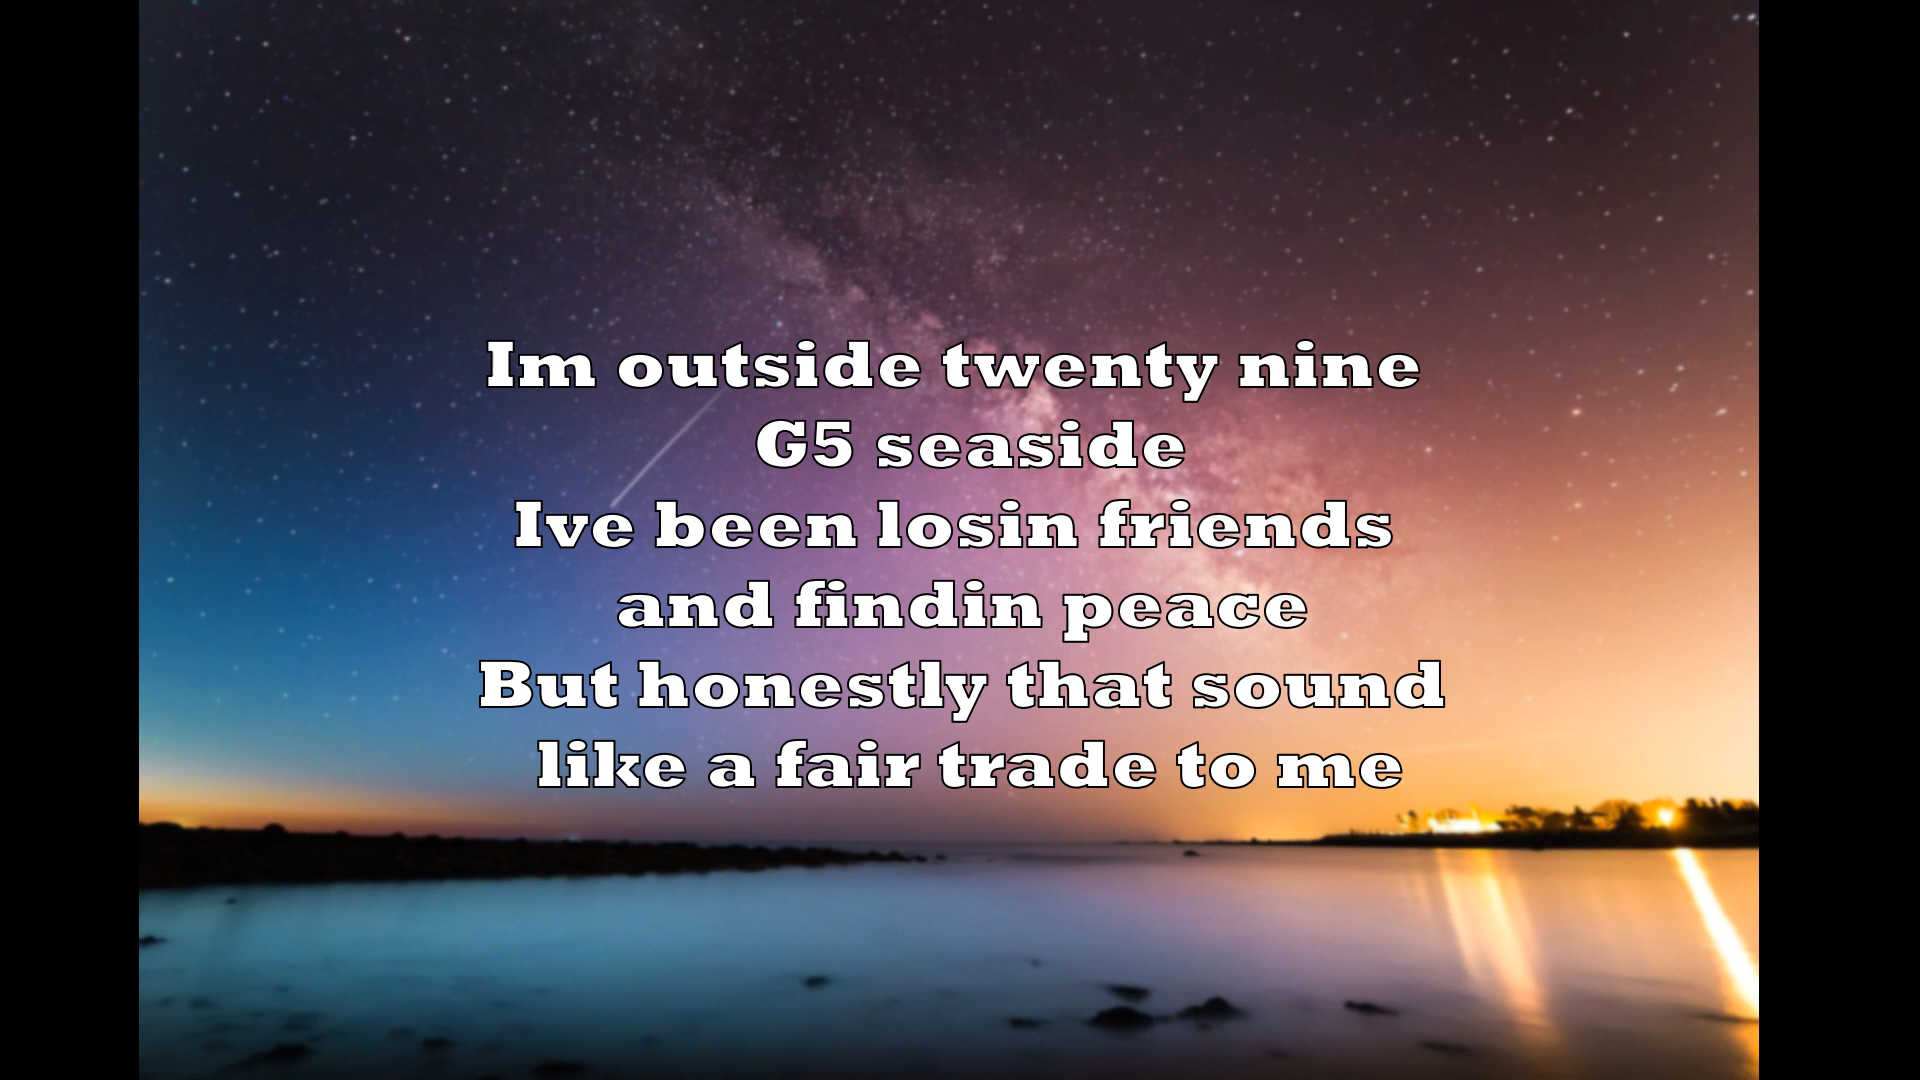 Im outside twenty nine
G5 seaside
Ive been losin friends
and findin peace
But honestly that sound
like a fair trade to me